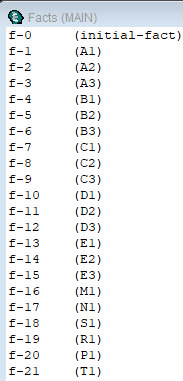 Facts (MAIN)
f-0 (initial-fact)
f-1 (A1)
f-2 (A2)
f-3 (A3)
f-4 (B1)
f-5 (B2)
f-6 (B3)
f-7 (C1)
f-8 (C2)
f-9 (C3)
f-10 (D1)
f-11 (D2)
f-12 (D3)
f-13 (E1)
f-14 (E2)
f-15 (E3)
f-16 (M1)
f-17 (N1)
f-18 (S1)
f-19 (R1)
f-20 (P1)
f-21 (T1)